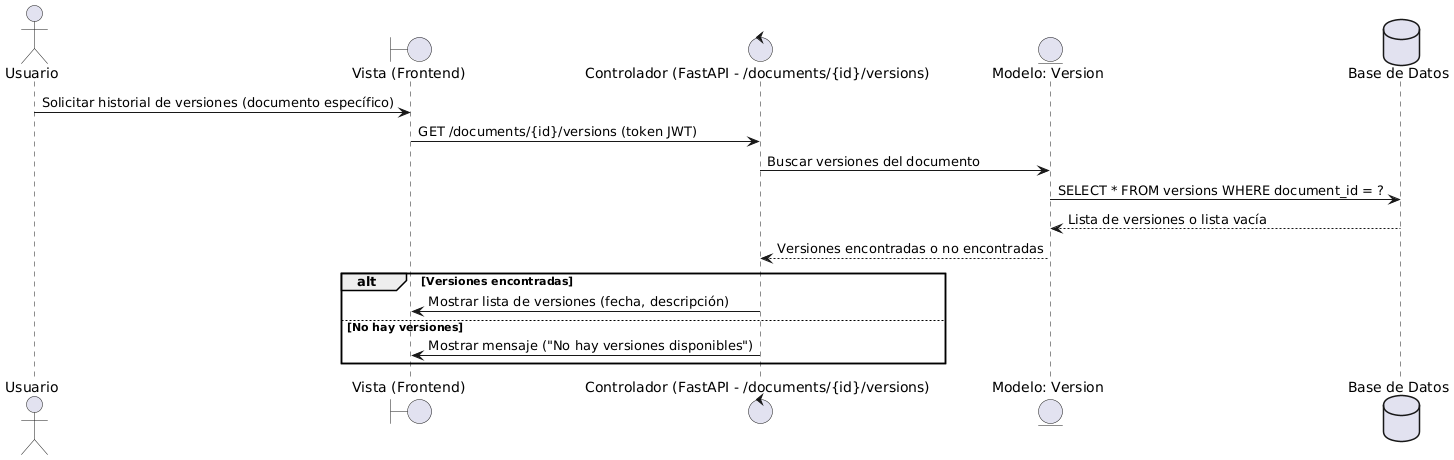 Usuario
Vista (Frontend)
Controlador (FastAPI - /documents/{id}/versions)
Modelo: Version
Base de Datos
Solicitar historial de versiones (documento específico)
GET /documents/{id}/versions (token JWT)
Buscar versiones del documento
SELECT * FROM versions WHERE document_id = ?
Lista de versiones o lista vacía
Versiones encontradas o no encontradas
alt [Versiones encontradas]
Mostrar lista de versiones (fecha, descripción)
[No hay versiones]
Mostrar mensaje ("No hay versiones disponibles")
Usuario
Vista (Frontend)
Controlador (FastAPI - /documents/{id}/versions)
Modelo: Version
Base de Datos